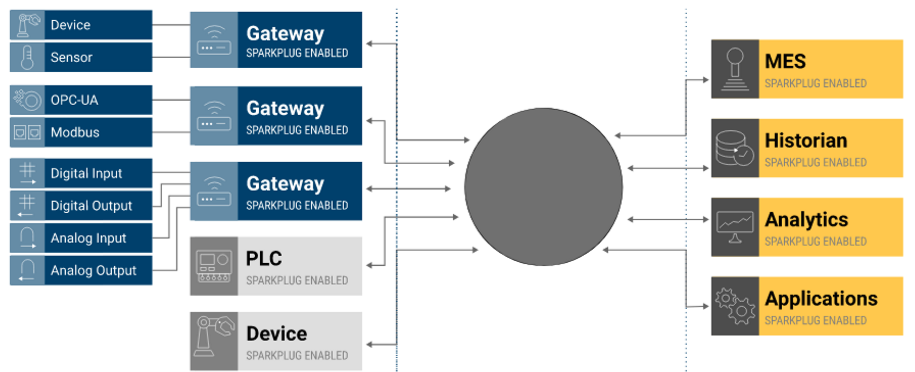 Device
Sensor
Gateway
SPARKPLUG ENABLED
OPC-UA
Modbus
Gateway
SPARKPLUG ENABLED
Digital Input
Digital Output
Analog Input
Analog Output
Gateway
SPARKPLUG ENABLED
PLC
SPARKPLUG ENABLED
Device
SPARKPLUG ENABLED
MES
SPARKPLUG ENABLED
Historian
SPARKPLUG ENABLED
Analytics
SPARKPLUG ENABLED
Applications
SPARKPLUG ENABLED